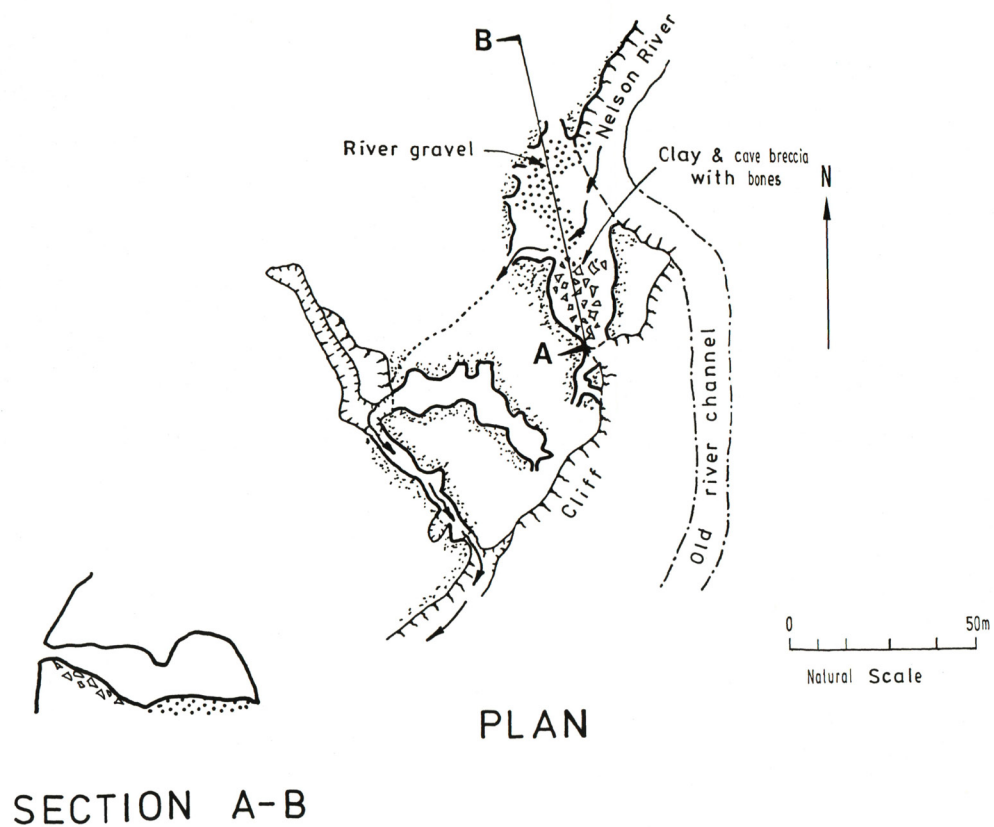 B
Nelson River
River gravel
Clay & cave breccia
with bones
N
A
Cliff
Old river channel
0 50m
Natural Scale
PLAN
SECTION A-B